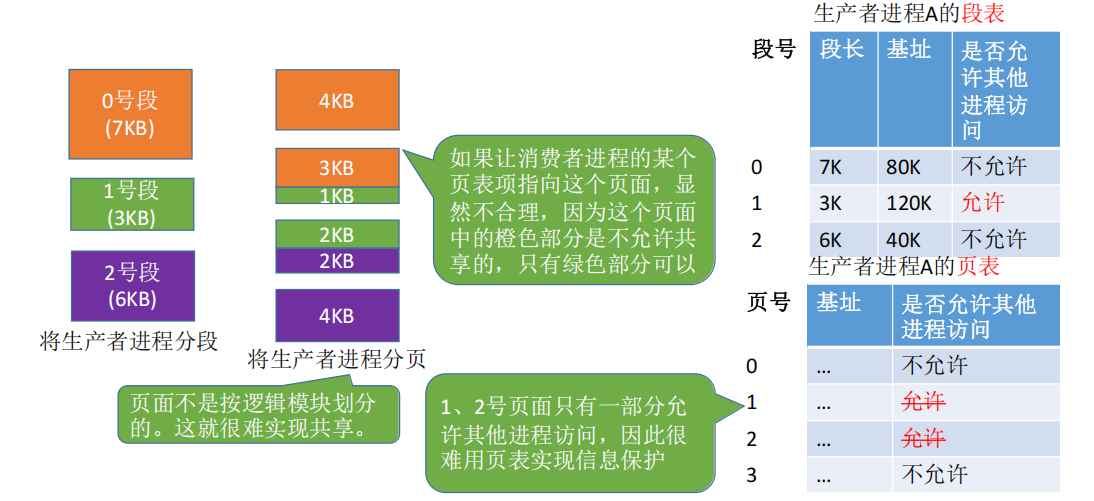 0号段
(7KB)
1号段
(3KB)
2号段
(6KB)
将生产者进程分段
4KB
3KB
1KB
2KB
2KB
4KB
将生产者进程分页
如果让消费者进程的某个
页表项指向这个页面，显
然不合理，因为这个页面
中的橙色部分是不允许共
享的，只有绿色部分可以
页面不是按逻辑模块划分
的。这就很难实现共享。
1、2号页面只有一部分允
许其他进程访问，因此很
难用页表实现信息保护
生产者进程A的段表
段号 段长 基址 是否允
许其他
进程访
问
0 7K 80K 不允许
1 3K 120K 允许
2 6K 40K 不允许
生产者进程A的页表
页号 基址 是否允许其他
进程访问
0 ... 不允许
1 ... 允许
2 ... 允许
3 ... 不允许